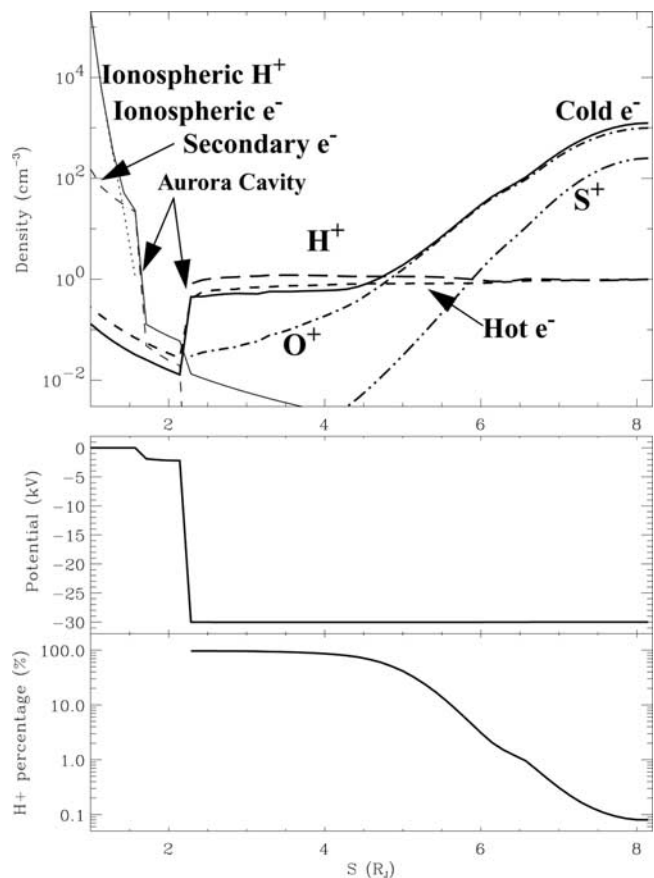 10⁴
Ionospheric H⁺
Ionospheric e⁻
Secondary e⁻
Cold e⁻
10²
Aurora Cavity
S⁺
Density (cm⁻³)
H⁺
10⁰
Hot e⁻
O⁺
10⁻²
2 4 6 8
0
-5
-10
-15
-20
-25
-30
Potential (kV)
100.0
10.0
1.0
0.1
H+ percentage (%)
2 4 6 8
S (R_J)